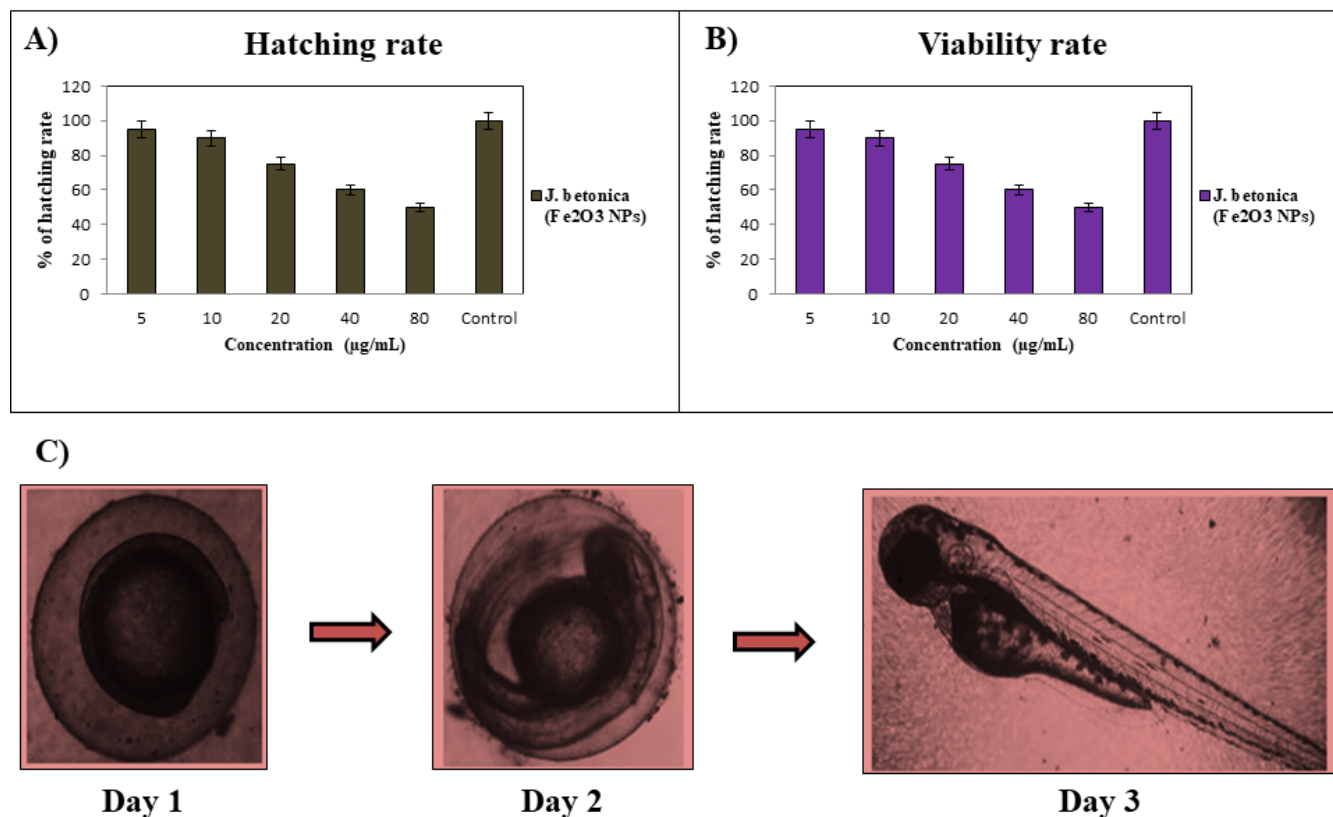 A)
Hatching rate
% of hatching rate
120
100
80
60
40
20
0
5 10 20 40 80 Control
Concentration (µg/mL)
J. betonica
(Fe2O3 NPs)
B)
Viability rate
% of hatching rate
120
100
80
60
40
20
0
5 10 20 40 80 Control
Concentration (µg/mL)
J. betonica
(Fe2O3 NPs)
C)
Day 1
Day 2
Day 3